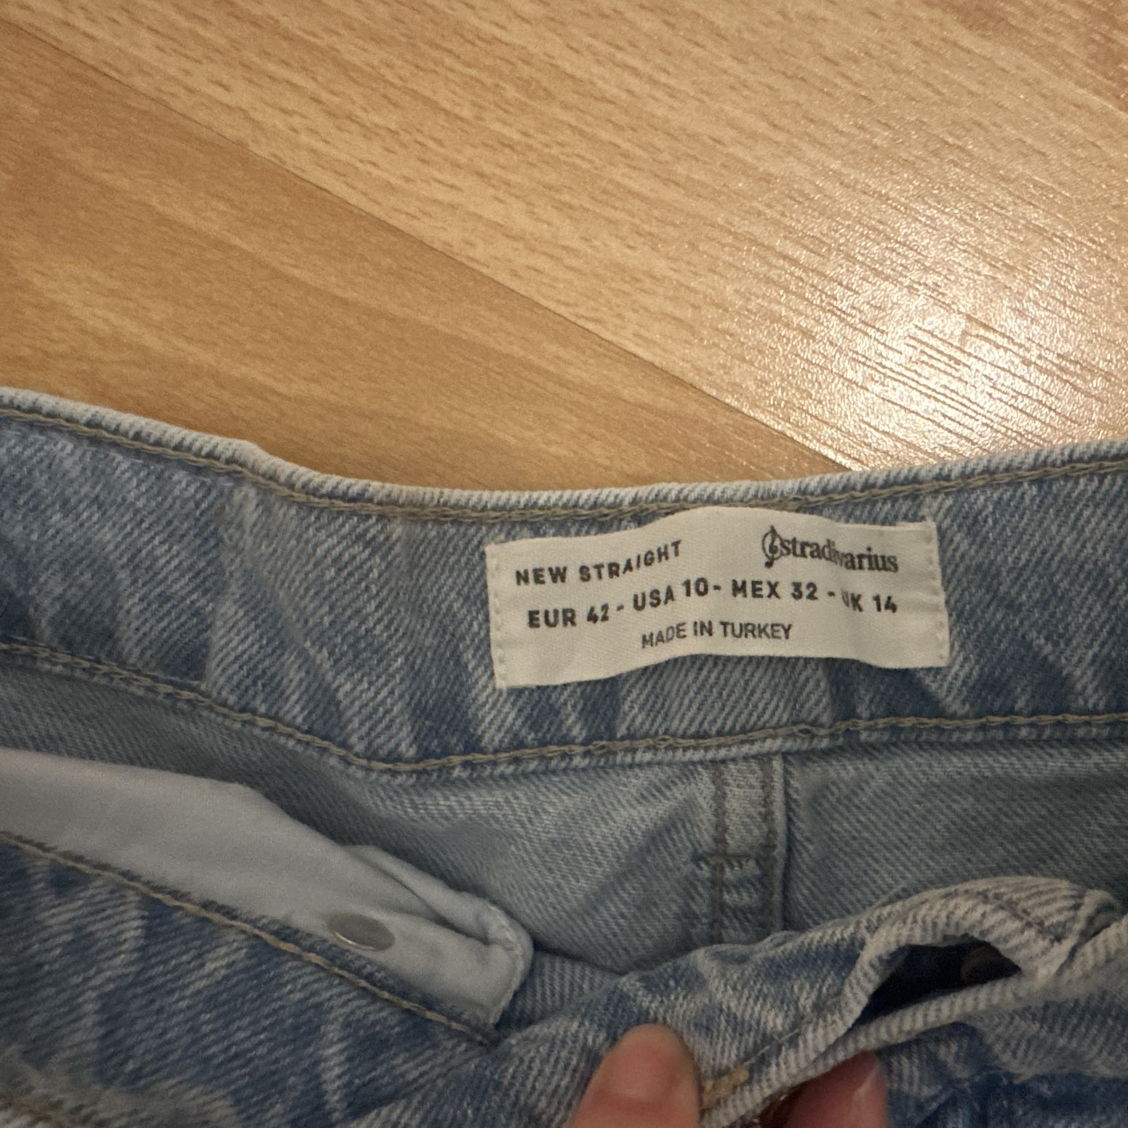 NEW STRAIGHT stradivarius
EUR 42 - USA 10 - MEX 32 - UK 14
MADE IN TURKEY